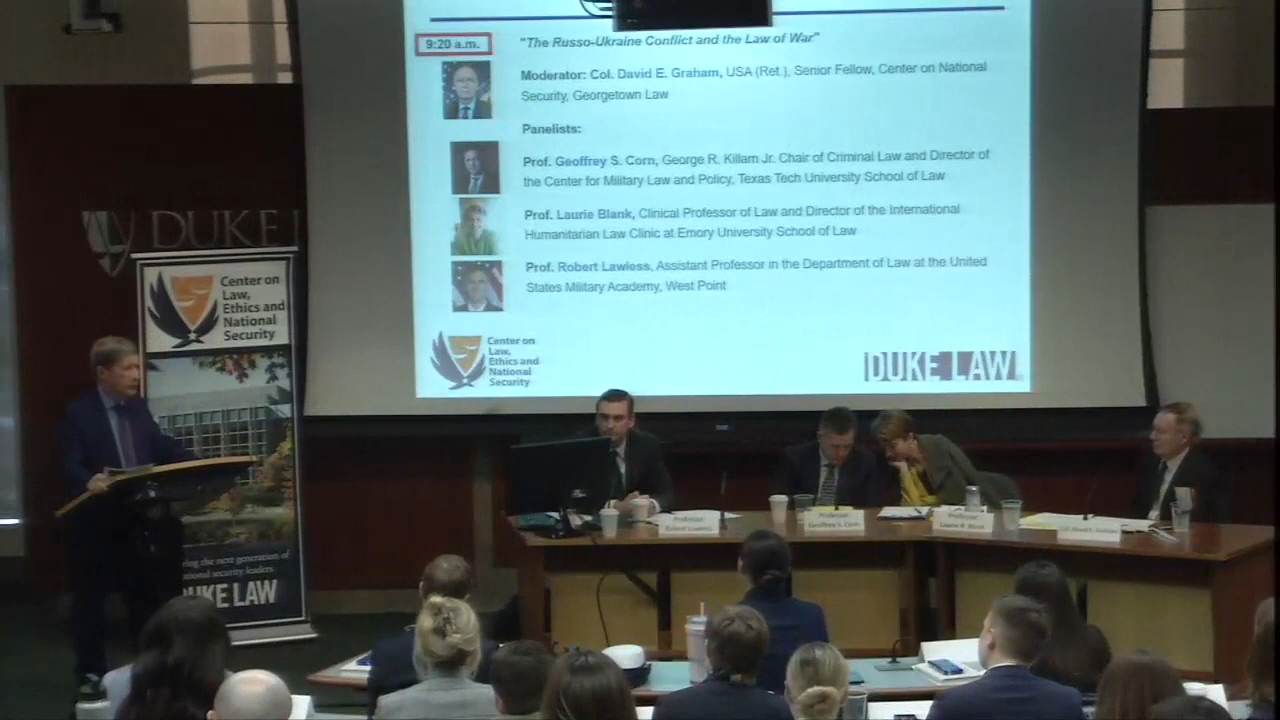 9:20 a.m.
"The Russo-Ukraine Conflict and the Law of War"
Moderator: Col. David E. Graham, USA (Ret.), Senior Fellow, Center on National
Security, Georgetown Law
Panelists:
Prof. Geoffrey S. Corn, George R. Killam Jr. Chair of Criminal Law and Director of
the Center for Military Law and Policy, Texas Tech University School of Law
Prof. Laurie Blank, Clinical Professor of Law and Director of the International
Humanitarian Law Clinic at Emory University School of Law
Prof. Robert Lawless, Assistant Professor in the Department of Law at the United
States Military Academy, West Point
Center on
Law,
Ethics and
National
Security
DUKE LAW
DUKE
Center on
Law,
Ethics and
National
Security
next generation of
security leaders
DUKE LAW
Professor
Robert Lawless
Professor
Geoffrey S. Corn
Professor
Laurie R. Blank